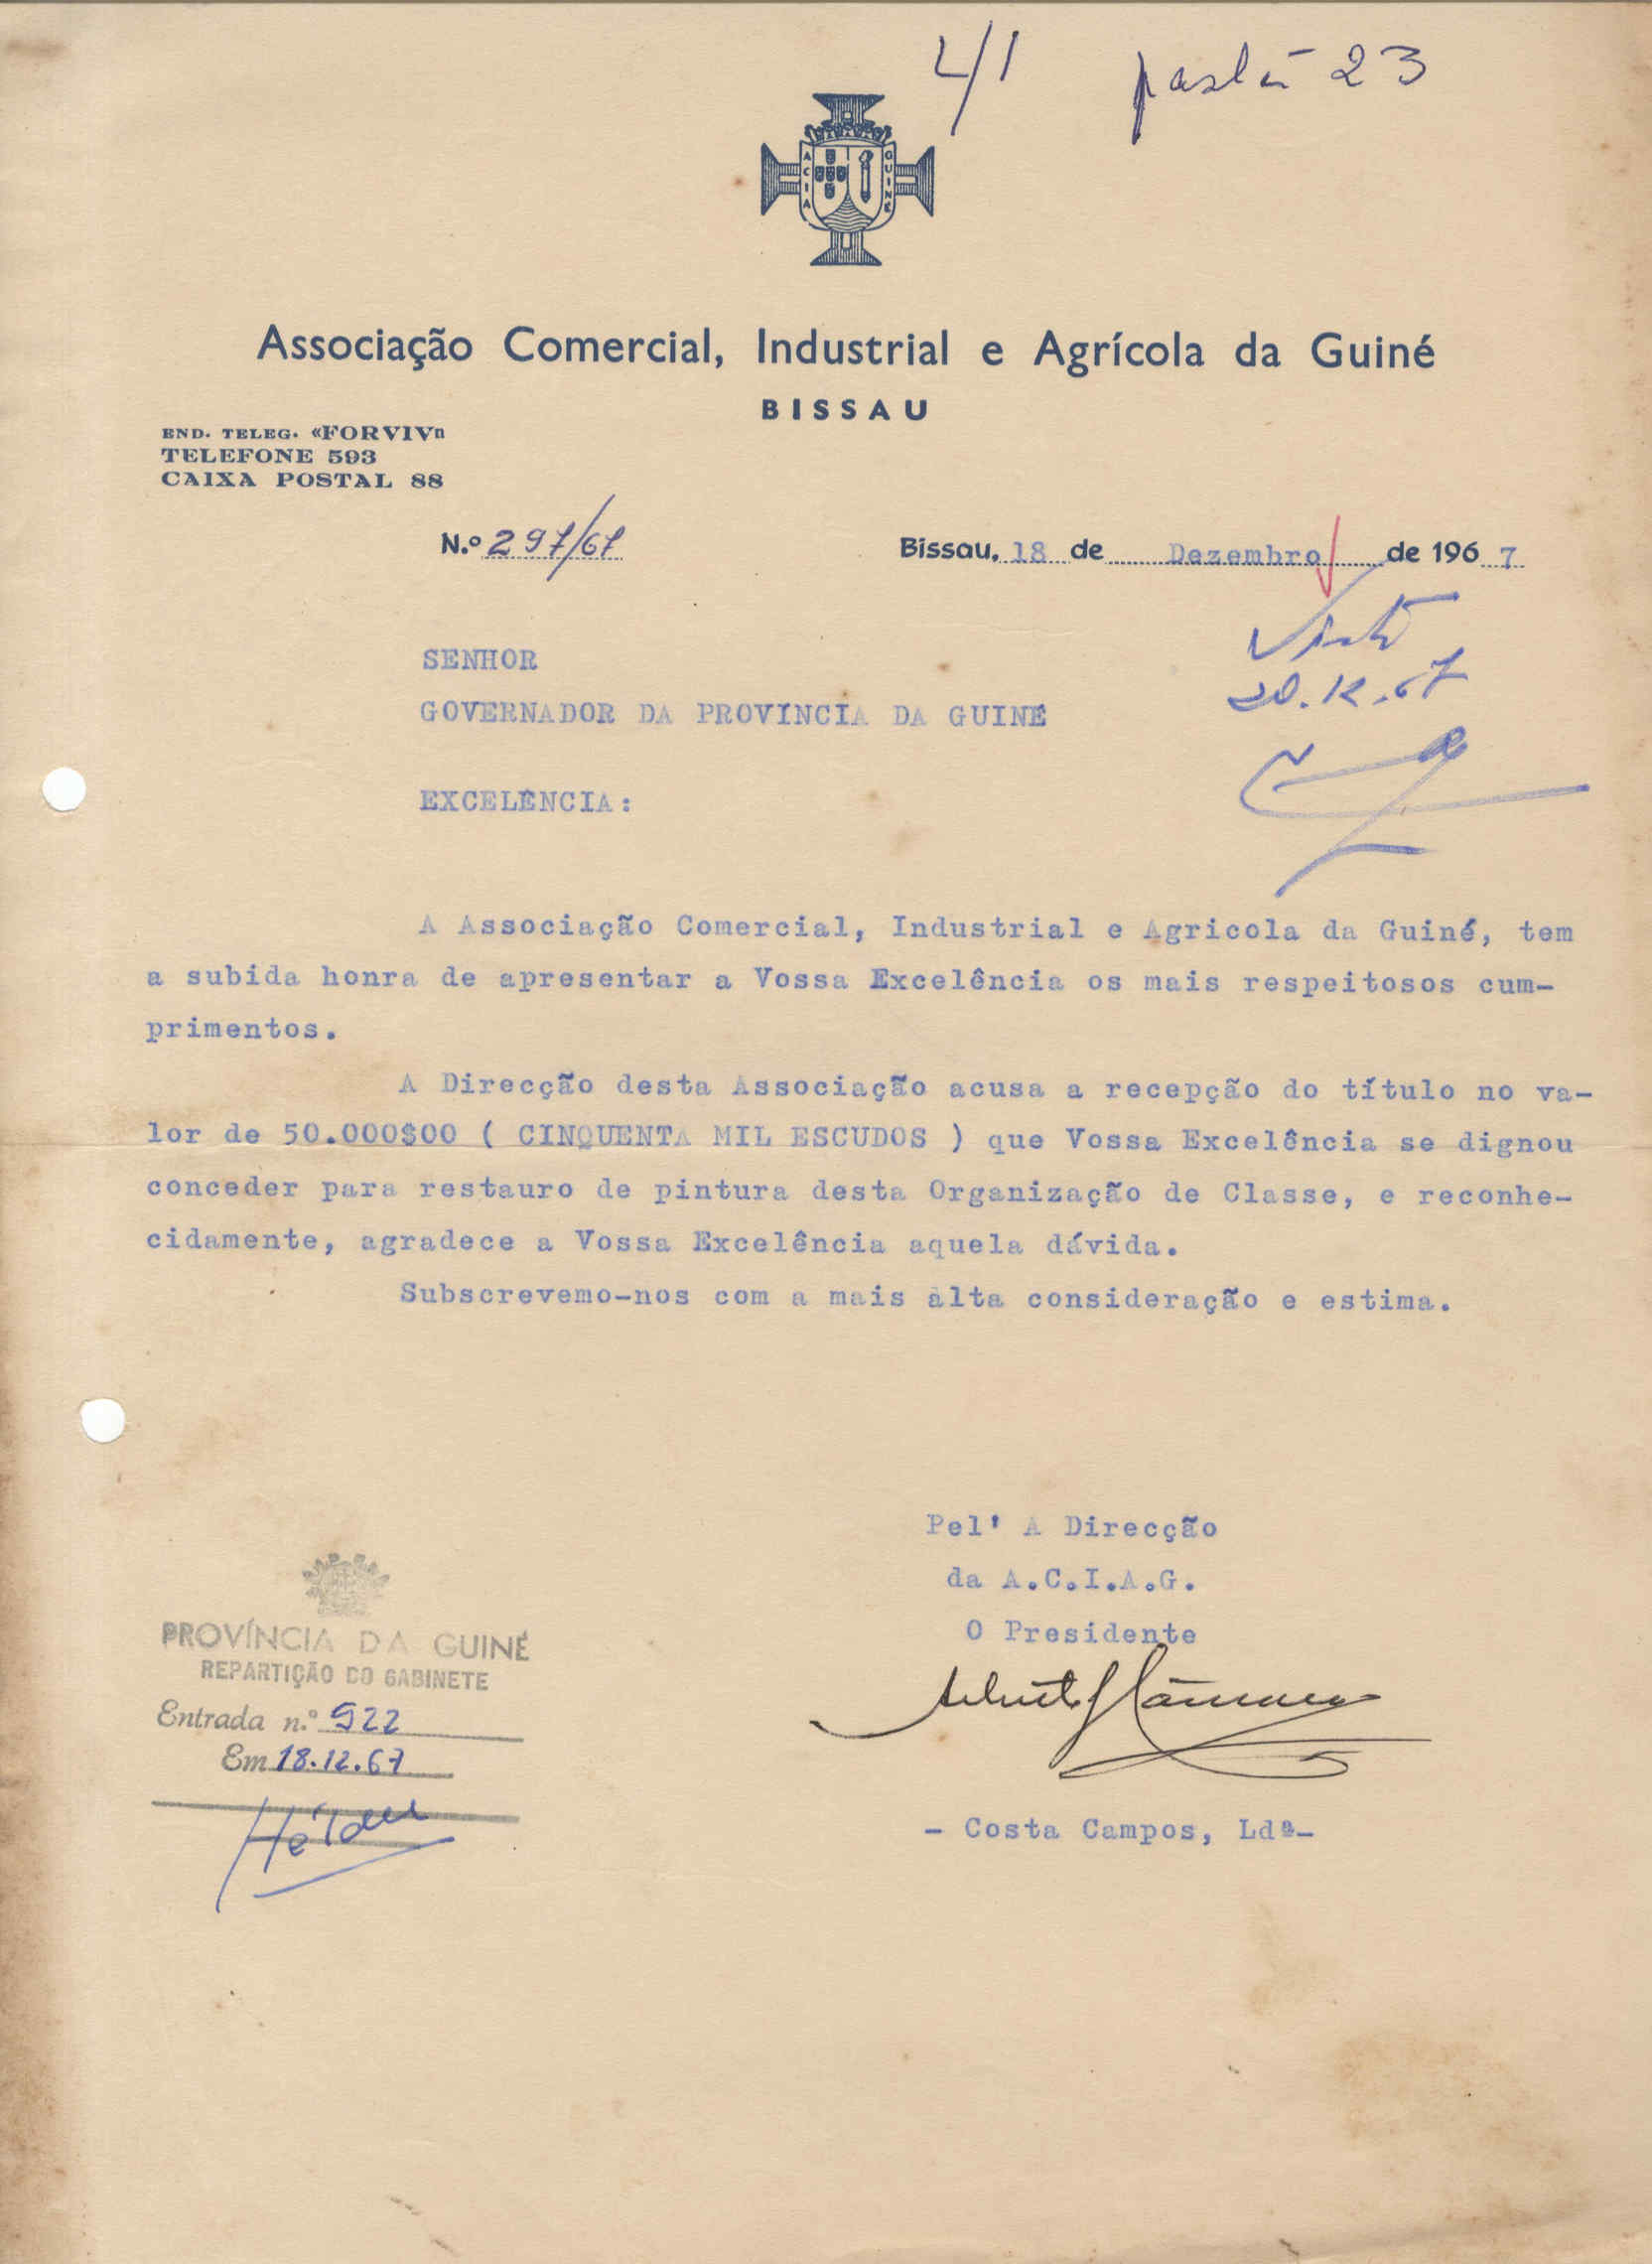 L/1 pasta 23
ACIA GUINÉ
Associação Comercial, Industrial e Agrícola da Guiné
BISSAU
END. TELEG. «FORVIV»
TELEFONE 593
CAIXA POSTAL 88
N.º 297/67
Bissau, 18 de Dezembro de 1967
Visto
20.12.67
SENHOR
GOVERNADOR DA PROVINCIA DA GUINÉ
EXCELÊNCIA:
A Associação Comercial, Industrial e Agricola da Guiné, tem
a subida honra de apresentar a Vossa Excelência os mais respeitosos cum-
primentos.
A Direcção desta Associação acusa a recepção do título no va-
lor de 50.000$00 ( CINQUENTA MIL ESCUDOS ) que Vossa Excelência se dignou
conceder para restauro de pintura desta Organização de Classe, e reconhe-
cidamente, agradece a Vossa Excelência aquela dávida.
Subscrevemo-nos com a mais alta consideração e estima.
Pel' A Direcção
da A.C.I.A.G.
O Presidente
- Costa Campos, Ldª-
PROVÍNCIA DA GUINÉ
REPARTIÇÃO DO GABINETE
Entrada n.º 922
Em 18.12.67
Hélder